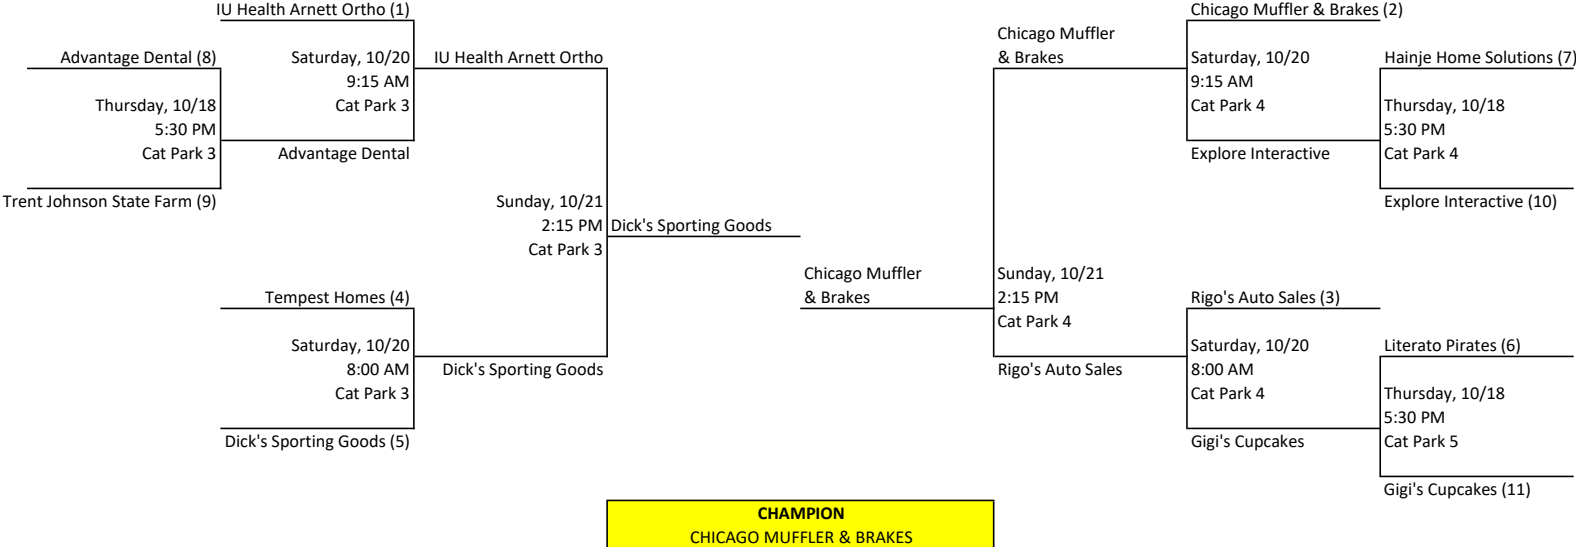 IU Health Arnett Ortho (1)
Advantage Dental (8)
Saturday, 10/20
9:15 AM
Cat Park 3
IU Health Arnett Ortho
Thursday, 10/18
5:30 PM
Cat Park 3
Advantage Dental
Trent Johnson State Farm (9)
Sunday, 10/21
2:15 PM
Cat Park 3
Dick's Sporting Goods
Tempest Homes (4)
Saturday, 10/20
8:00 AM
Cat Park 3
Dick's Sporting Goods
Dick's Sporting Goods (5)
Chicago Muffler & Brakes (2)
Chicago Muffler
& Brakes
Saturday, 10/20
9:15 AM
Cat Park 4
Hainje Home Solutions (7)
Thursday, 10/18
5:30 PM
Cat Park 4
Explore Interactive
Explore Interactive (10)
Chicago Muffler
& Brakes
Sunday, 10/21
2:15 PM
Cat Park 4
Rigo's Auto Sales (3)
Rigo's Auto Sales
Saturday, 10/20
8:00 AM
Cat Park 4
Literato Pirates (6)
Thursday, 10/18
5:30 PM
Cat Park 5
Gigi's Cupcakes
Gigi's Cupcakes (11)
CHAMPION
CHICAGO MUFFLER & BRAKES